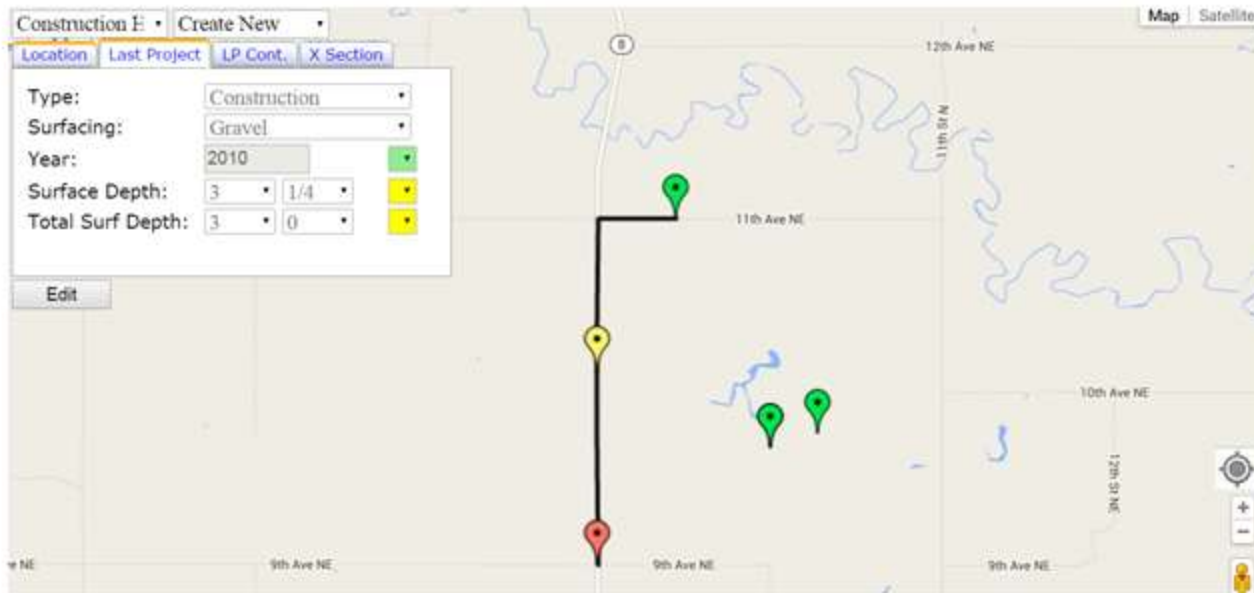 Construction E Create New
Location Last Project LP Cont. X Section
Type: Construction
Surfacing: Gravel
Year: 2010
Surface Depth: 3 1/4
Total Surf Depth: 3 0
Edit
Map Satellite
8
12th Ave NE
11th St N
11th Ave NE
10th Ave NE
12th St NE
e NE
9th Ave NE
9th Ave NE
9th Ave NE
+
−